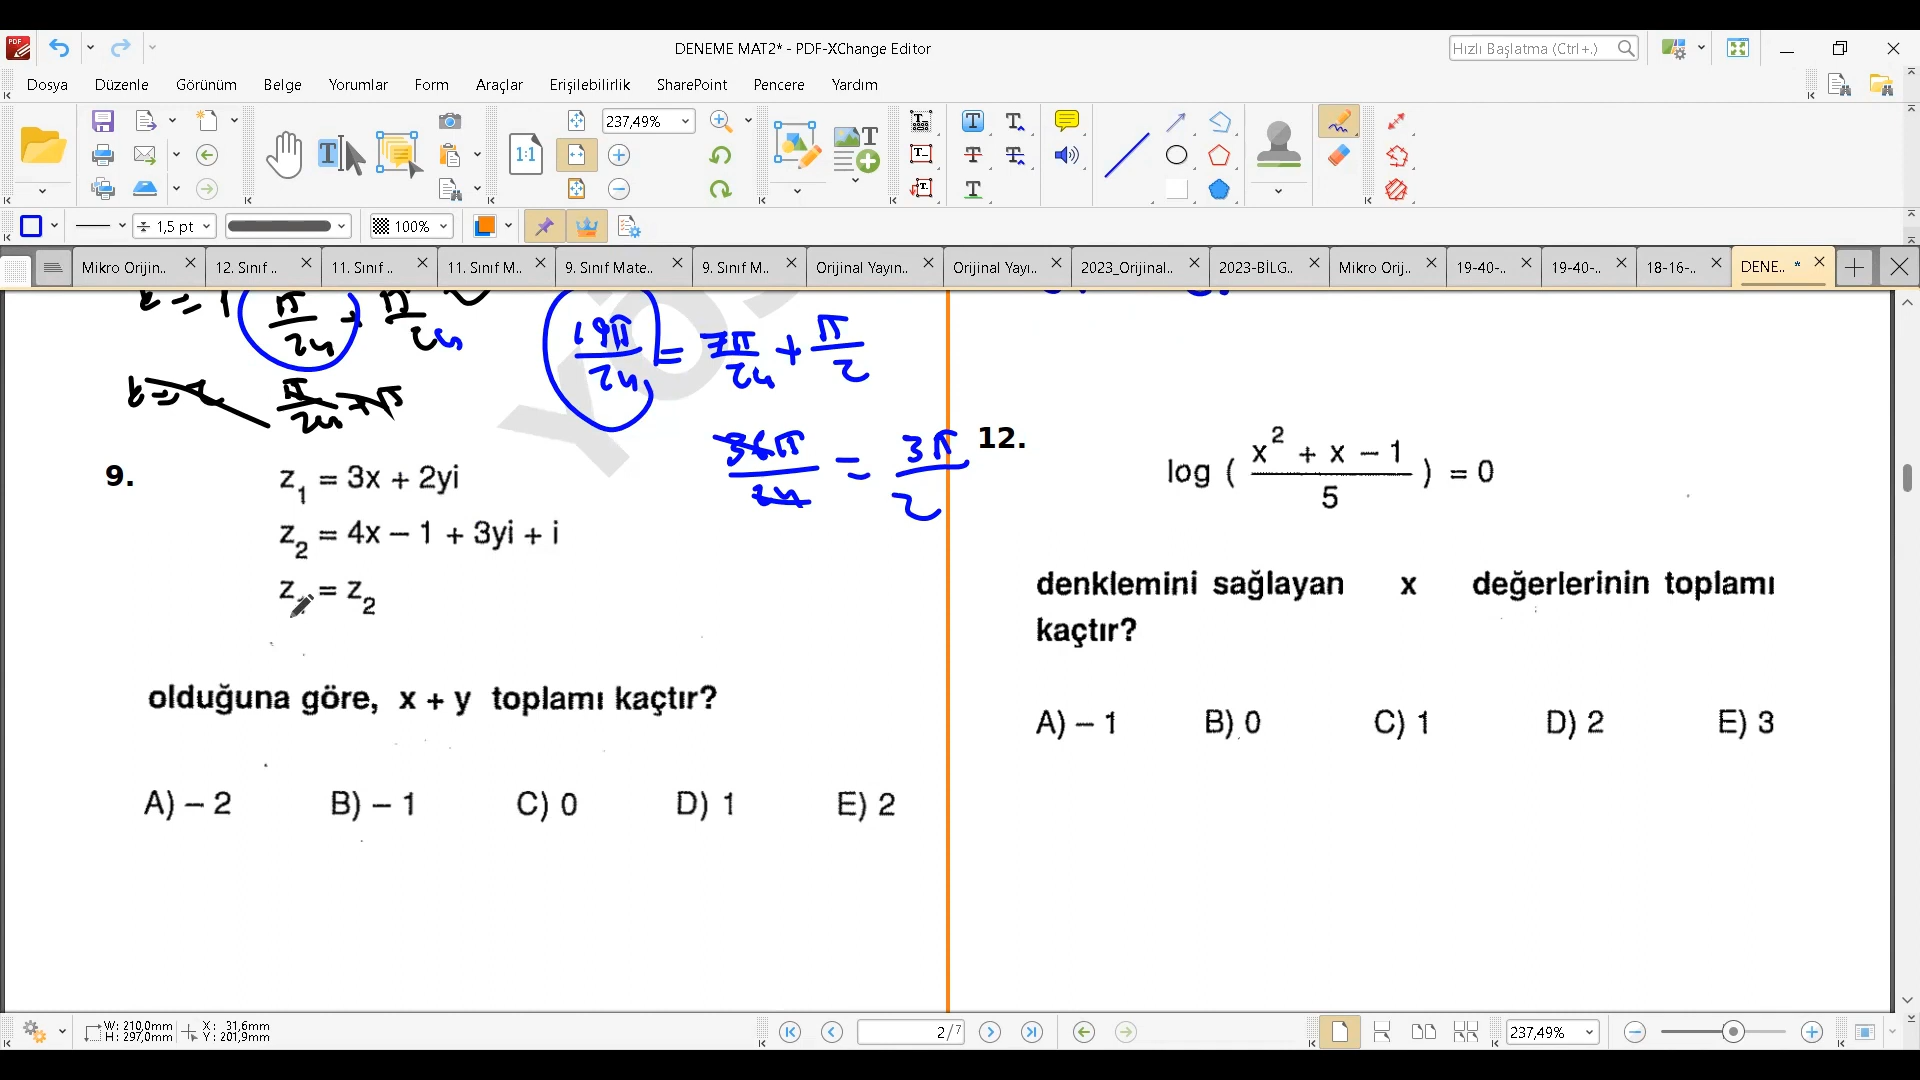 DENEME MAT2* - PDF-XChange Editor
Hızlı Başlatma (Ctrl+.)
Dosya Düzenle Görünüm Belge Yorumlar Form Araçlar Erişilebilirlik SharePoint Pencere Yardım
237,49%
1,5 pt 100%
Mikro Orijin.. 12. Sınıf .. 11. Sınıf .. 11. Sınıf M.. 9. Sınıf Mate.. 9. Sınıf M.. Orijinal Yayın.. Orijinal Yayı.. 2023_Orijinal.. 2023-BİLG.. Mikro Orij.. 19-40-.. 19-40-.. 18-16-.. DENE.. *
π/24 +
19π/24 = 7π/24 + π/2
π/24 + π
36π/24 = 3π/2
9.
z₁ = 3x + 2yi
z₂ = 4x – 1 + 3yi + i
z₁ = z₂
olduğuna göre, x + y toplamı kaçtır?
A) – 2 B) – 1 C) 0 D) 1 E) 2
12.
log ( (x² + x – 1)/5 ) = 0
denklemini sağlayan x değerlerinin toplamı
kaçtır?
A) – 1 B) 0 C) 1 D) 2 E) 3
W: 210,0mm X: 31,6mm
H: 297,0mm Y: 201,9mm
2/7
237,49%